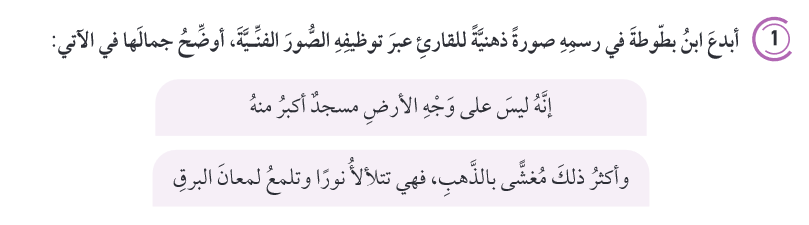 1 أبدعَ ابنُ بطّوطةَ في رسمِهِ صورةً ذهنيَّةً للقارئِ عبرَ توظيفِهِ الصُّورَ الفنِّيَّةَ، أوضِّحُ جمالَها في الآتي:
إنَّهُ ليسَ على وَجْهِ الأرضِ مسجدٌ أكبرُ منهُ
وأكثرُ ذلكَ مُغشًّى بالذَّهبِ، فهي تتلألأُ نورًا وتلمعُ لمعانَ البرقِ